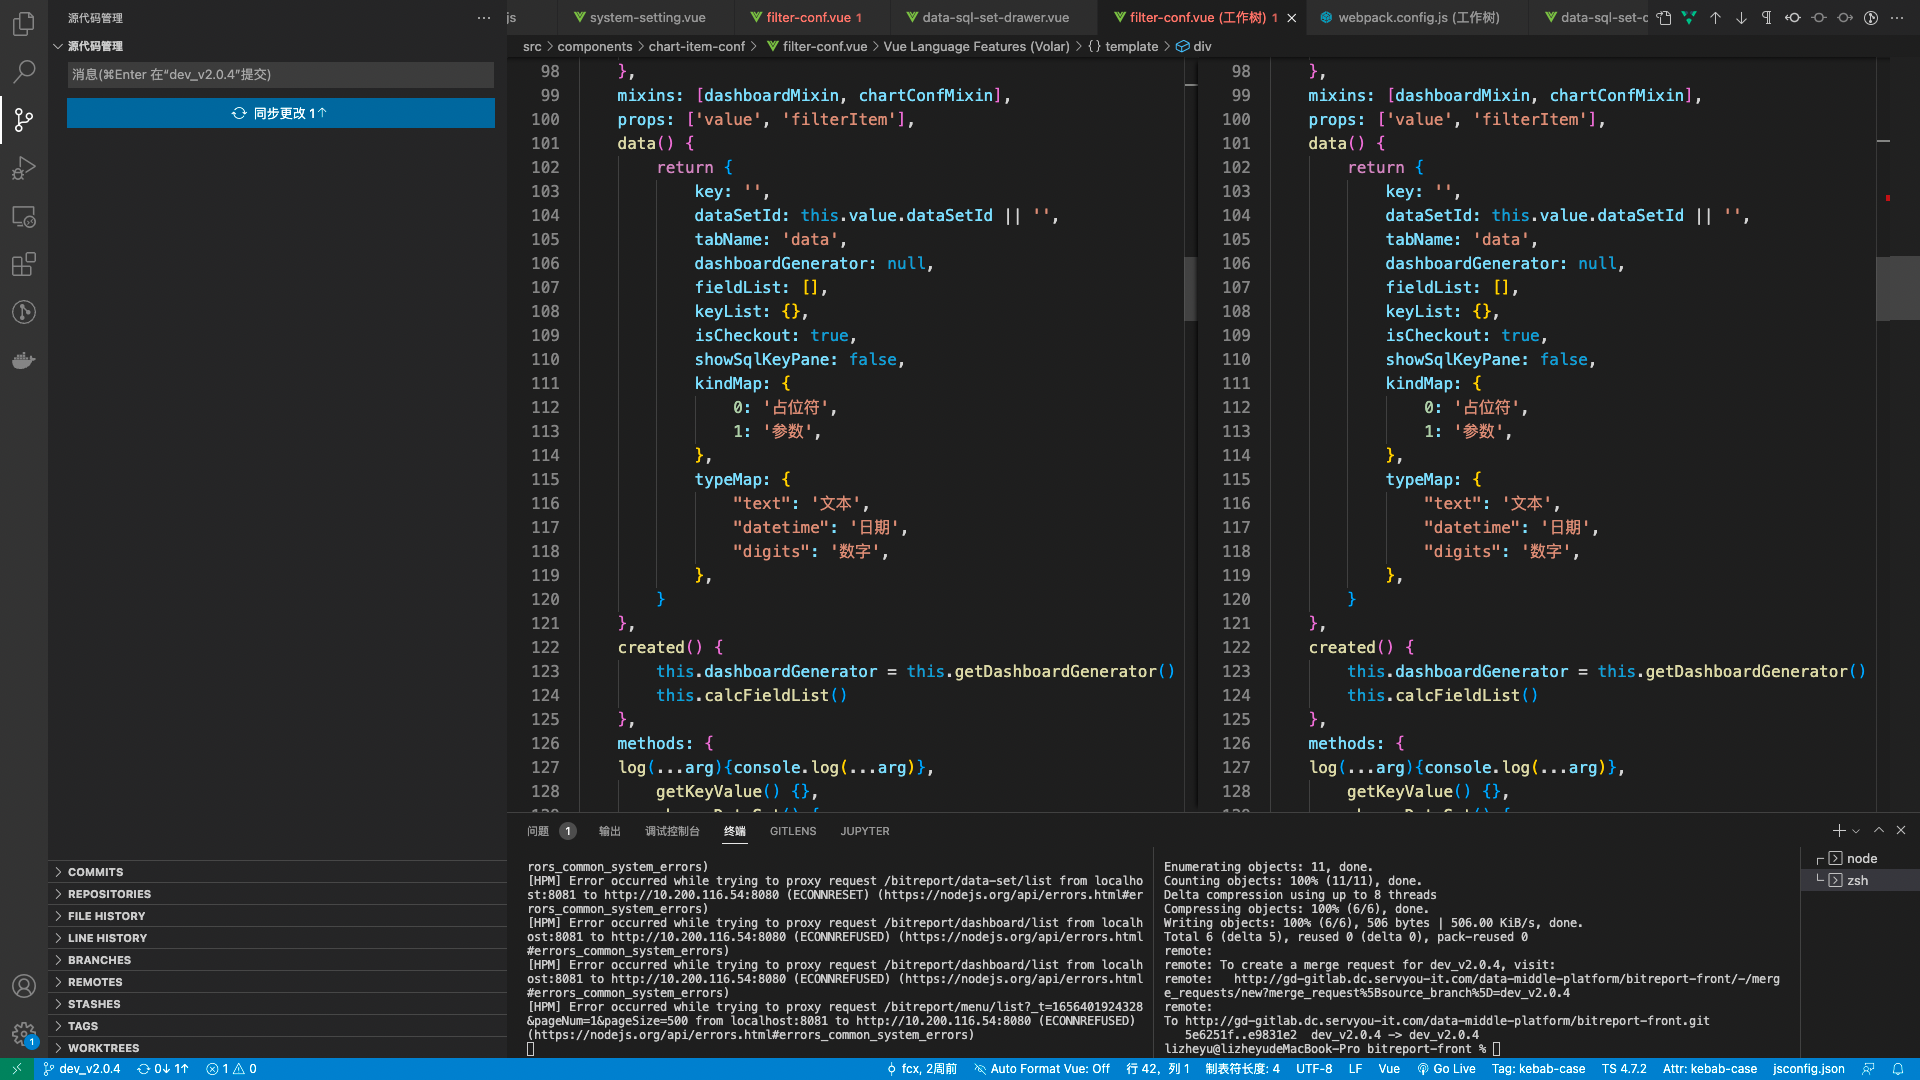 源代码管理
源代码管理
消息(⌘Enter 在"dev_v2.0.4"提交)
同步更改 1↑
COMMITS
REPOSITORIES
FILE HISTORY
LINE HISTORY
BRANCHES
REMOTES
STASHES
TAGS
WORKTREES
js
system-setting.vue
filter-conf.vue 1
data-sql-set-drawer.vue
filter-conf.vue (工作树) 1
webpack.config.js (工作树)
data-sql-set-c
src > components > chart-item-conf > filter-conf.vue > Vue Language Features (Volar) > {} template > div
98 },
99 mixins: [dashboardMixin, chartConfMixin],
100 props: ['value', 'filterItem'],
101 data() {
102 return {
103 key: '',
104 dataSetId: this.value.dataSetId || '',
105 tabName: 'data',
106 dashboardGenerator: null,
107 fieldList: [],
108 keyList: {},
109 isCheckout: true,
110 showSqlKeyPane: false,
111 kindMap: {
112 0: '占位符',
113 1: '参数',
114 },
115 typeMap: {
116 "text": '文本',
117 "datetime": '日期',
118 "digits": '数字',
119 },
120 }
121 },
122 created() {
123 this.dashboardGenerator = this.getDashboardGenerator()
124 this.calcFieldList()
125 },
126 methods: {
127 log(...arg){console.log(...arg)},
128 getKeyValue() {},
98 },
99 mixins: [dashboardMixin, chartConfMixin],
100 props: ['value', 'filterItem'],
101 data() {
102 return {
103 key: '',
104 dataSetId: this.value.dataSetId || '',
105 tabName: 'data',
106 dashboardGenerator: null,
107 fieldList: [],
108 keyList: {},
109 isCheckout: true,
110 showSqlKeyPane: false,
111 kindMap: {
112 0: '占位符',
113 1: '参数',
114 },
115 typeMap: {
116 "text": '文本',
117 "datetime": '日期',
118 "digits": '数字',
119 },
120 }
121 },
122 created() {
123 this.dashboardGenerator = this.getDashboardGenerator()
124 this.calcFieldList()
125 },
126 methods: {
127 log(...arg){console.log(...arg)},
128 getKeyValue() {},
问题 1 输出 调试控制台 终端 GITLENS JUPYTER
rors_common_system_errors)
[HPM] Error occurred while trying to proxy request /bitreport/data-set/list from localho
st:8081 to http://10.200.116.54:8080 (ECONNRESET) (https://nodejs.org/api/errors.html#er
rors_common_system_errors)
[HPM] Error occurred while trying to proxy request /bitreport/dashboard/list from localh
ost:8081 to http://10.200.116.54:8080 (ECONNREFUSED) (https://nodejs.org/api/errors.html
#errors_common_system_errors)
[HPM] Error occurred while trying to proxy request /bitreport/dashboard/list from localh
ost:8081 to http://10.200.116.54:8080 (ECONNREFUSED) (https://nodejs.org/api/errors.html
#errors_common_system_errors)
[HPM] Error occurred while trying to proxy request /bitreport/menu/list?_t=1656401924328
&pageNum=1&pageSize=500 from localhost:8081 to http://10.200.116.54:8080 (ECONNREFUSED)
(https://nodejs.org/api/errors.html#errors_common_system_errors)
Enumerating objects: 11, done.
Counting objects: 100% (11/11), done.
Delta compression using up to 8 threads
Compressing objects: 100% (6/6), done.
Writing objects: 100% (6/6), 506 bytes | 506.00 KiB/s, done.
Total 6 (delta 5), reused 0 (delta 0), pack-reused 0
remote:
remote: To create a merge request for dev_v2.0.4, visit:
remote:   http://gd-gitlab.dc.servyou-it.com/data-middle-platform/bitreport-front/-/merg
e_requests/new?merge_request%5Bsource_branch%5D=dev_v2.0.4
remote:
To http://gd-gitlab.dc.servyou-it.com/data-middle-platform/bitreport-front.git
5e6251f..e9831e2  dev_v2.0.4 -> dev_v2.0.4
lizheyu@lizheyudeMacBook-Pro bitreport-front %
node
zsh
1
dev_v2.0.4 0↓ 1↑ 1 0 fcx, 2周前 Auto Format Vue: Off 行 42，列 1 制表符长度: 4 UTF-8 LF Vue Go Live Tag: kebab-case TS 4.7.2 Attr: kebab-case jsconfig.json